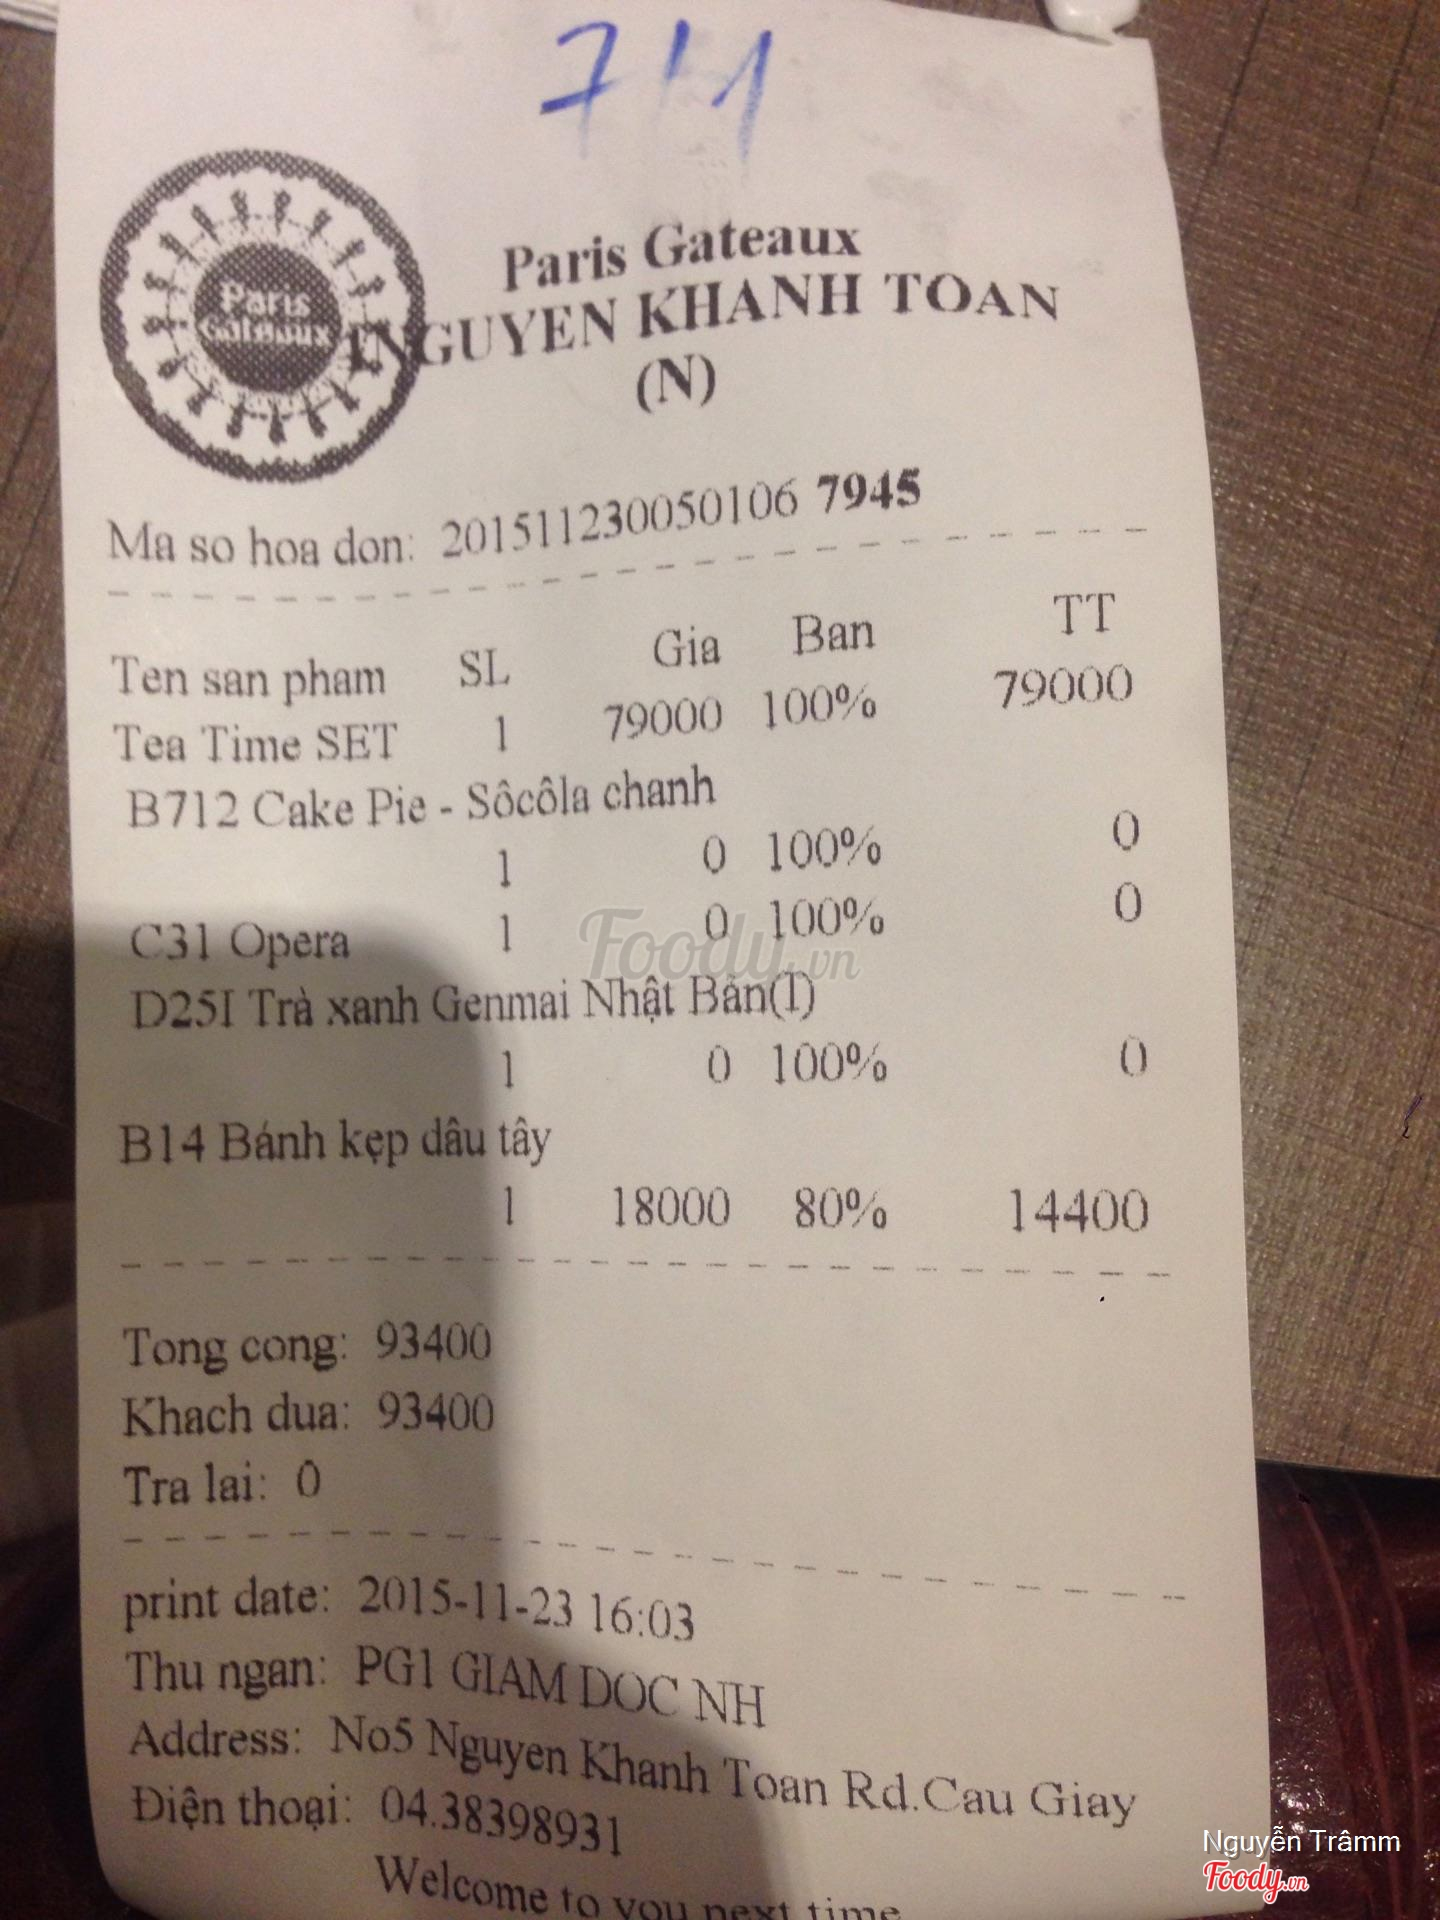 711
Paris Gateaux
Paris Gateaux
1NGUYEN KHANH TOAN
(N)
Ma so hoa don: 201511230050106 7945
Ten san pham SL Gia Ban TT
Tea Time SET 1 79000 100% 79000
B712 Cake Pie - Sôcôla chanh
1 0 100% 0
C31 Opera 1 0 100% 0
D25I Trà xanh Genmai Nhật Bản(I)
1 0 100% 0
B14 Bánh kẹp dâu tây
1 18000 80% 14400
Tong cong: 93400
Khach dua: 93400
Tra lai: 0
print date: 2015-11-23 16:03
Thu ngan: PG1 GIAM DOC NH
Address: No5 Nguyen Khanh Toan Rd.Cau Giay
Điện thoại: 04.38398931
Welcome to you next time
Foody.vn
Nguyễn Trâmm
Foody.vn